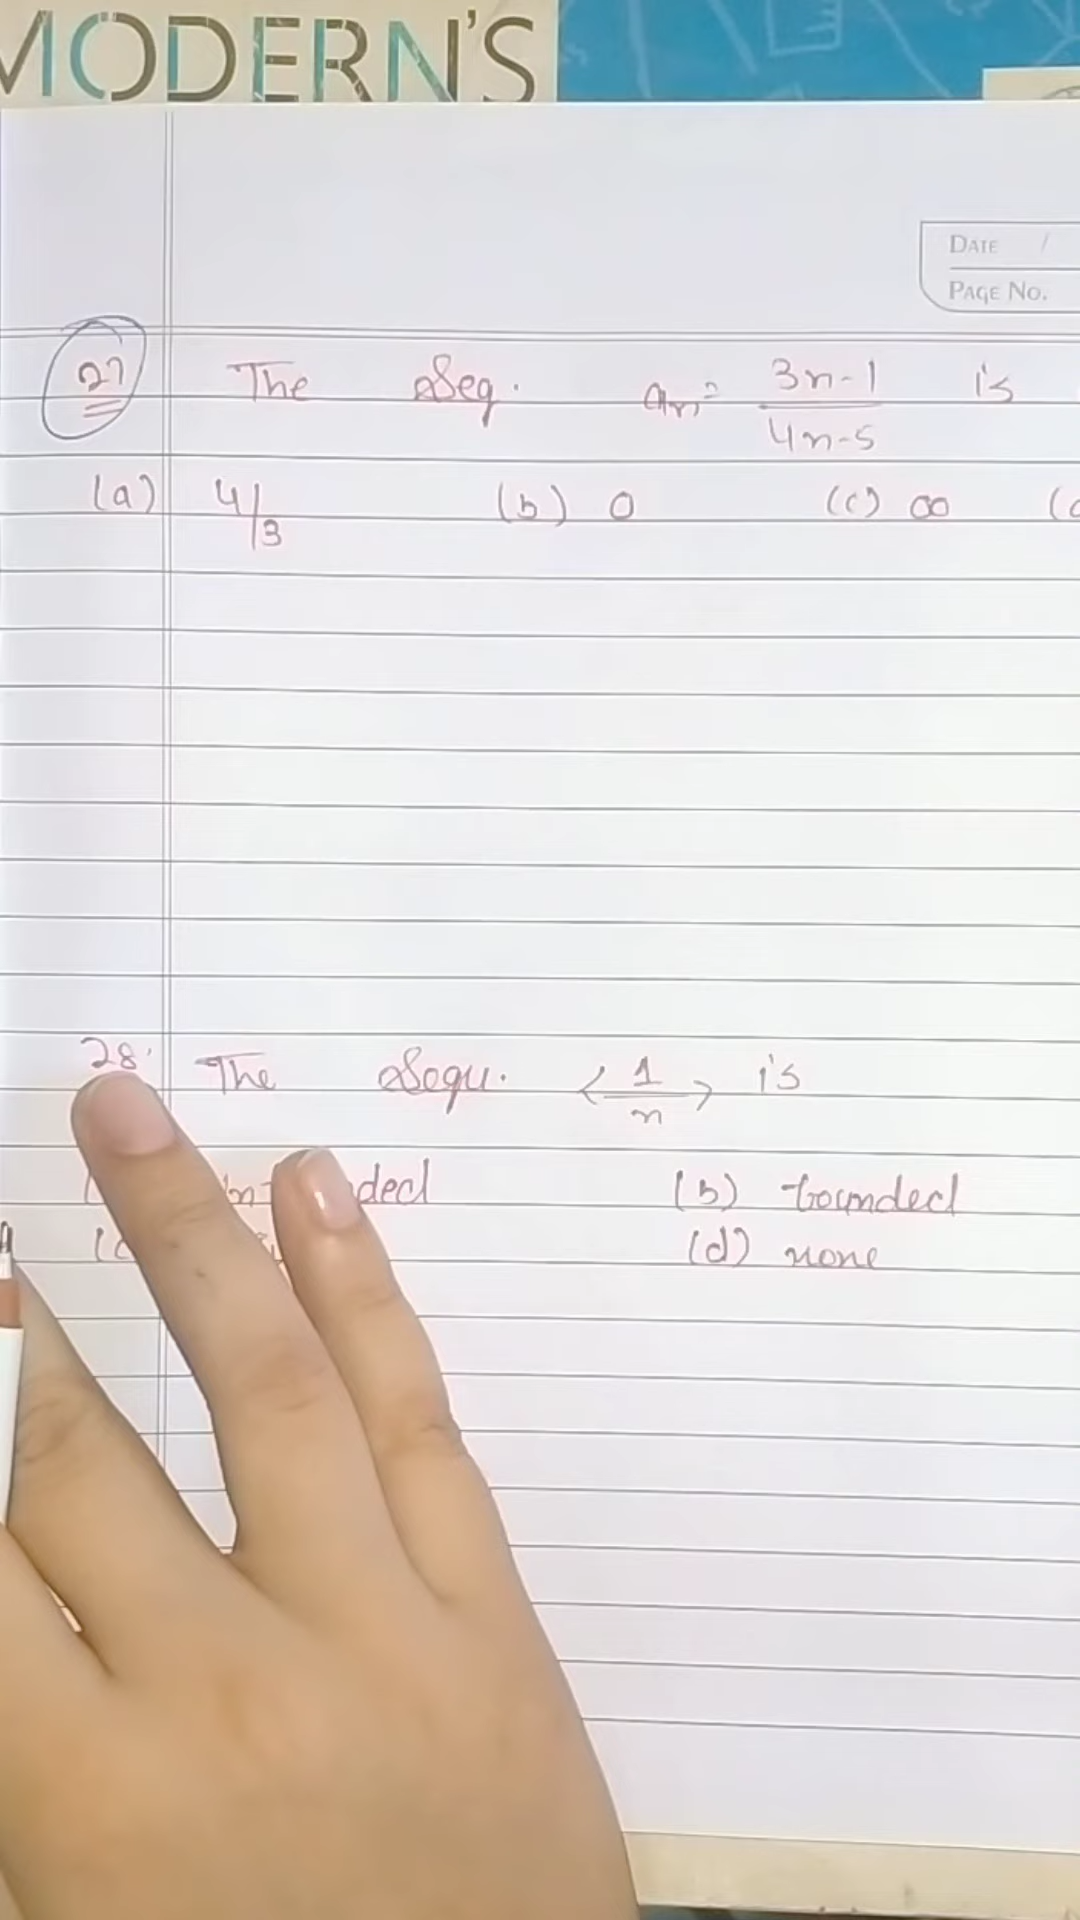 MODERN'S
DATE /
PAGE No.
27 The Seq. an = 3n-1 / 4n-5 is
(a) 4/3 (b) 0 (c) ∞
28. The Sequ. < 1/n > is
(b) bounded
(d) none